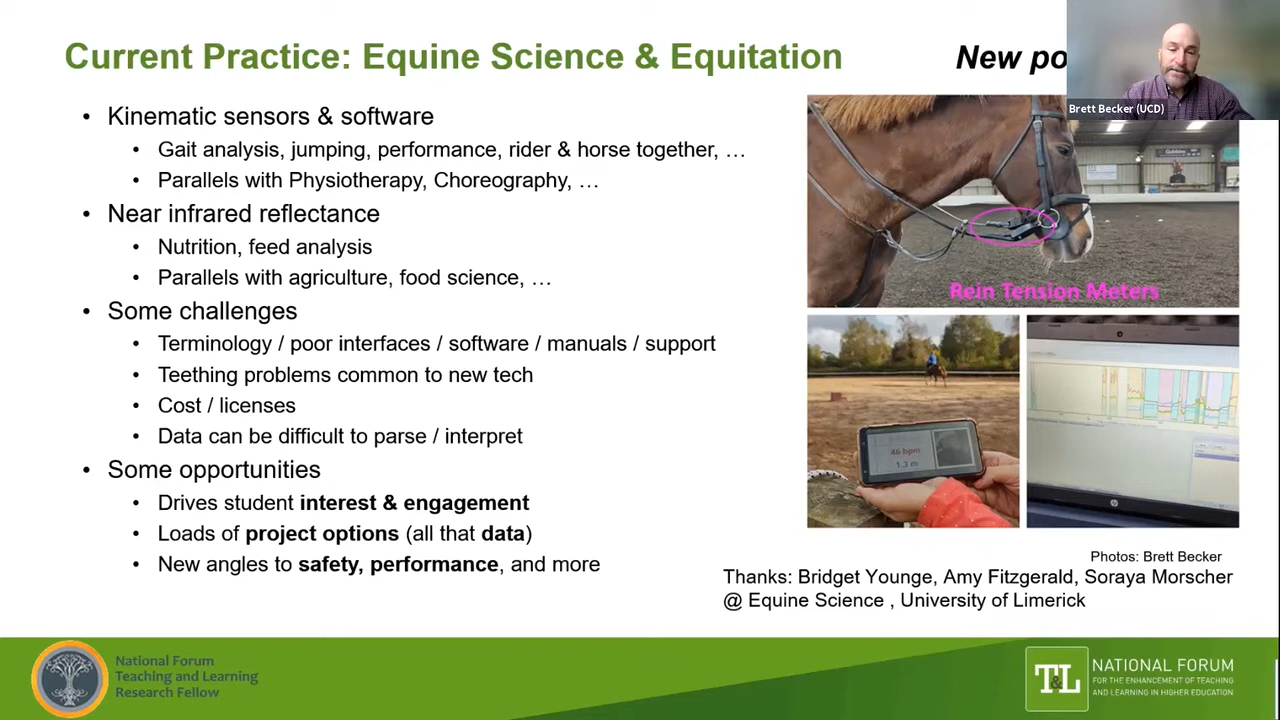 Current Practice: Equine Science & Equitation
New po
Brett Becker (UCD)
• Kinematic sensors & software
• Gait analysis, jumping, performance, rider & horse together, …
• Parallels with Physiotherapy, Choreography, …
• Near infrared reflectance
• Nutrition, feed analysis
• Parallels with agriculture, food science, …
• Some challenges
• Terminology / poor interfaces / software / manuals / support
• Teething problems common to new tech
• Cost / licenses
• Data can be difficult to parse / interpret
• Some opportunities
• Drives student interest & engagement
• Loads of project options (all that data)
• New angles to safety, performance, and more
Rein Tension Meters
46 bpm
1.3 m
hp
Photos: Brett Becker
Thanks: Bridget Younge, Amy Fitzgerald, Soraya Morscher
@ Equine Science , University of Limerick
National Forum
Teaching and Learning
Research Fellow
T&L
NATIONAL FORUM
FOR THE ENHANCEMENT OF TEACHING
AND LEARNING IN HIGHER EDUCATION